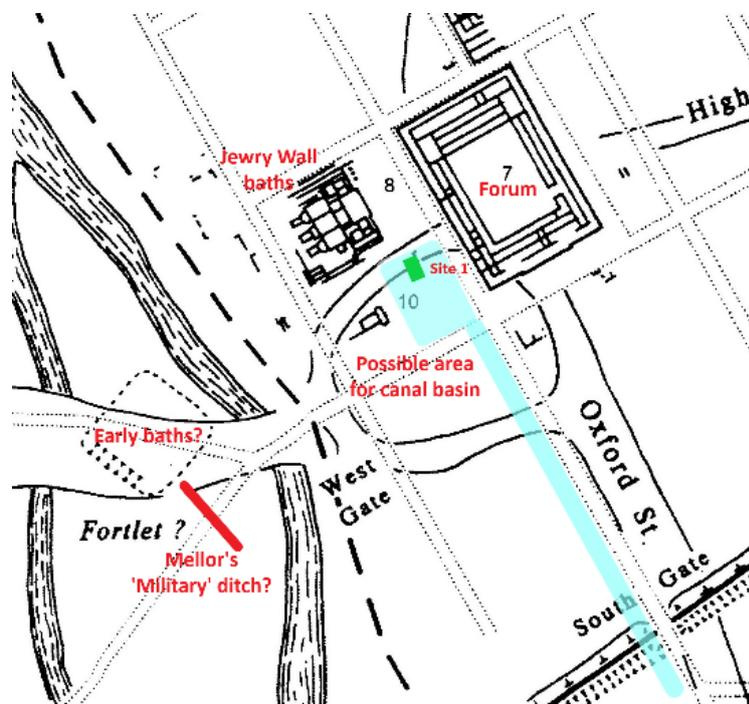 High
Jewry Wall
baths
8
7
Forum
Site 1
10
Possible area
for canal basin
Early baths?
West
Gate
Oxford St
Fortlet ?
Mellor's
'Military' ditch?
South Gate